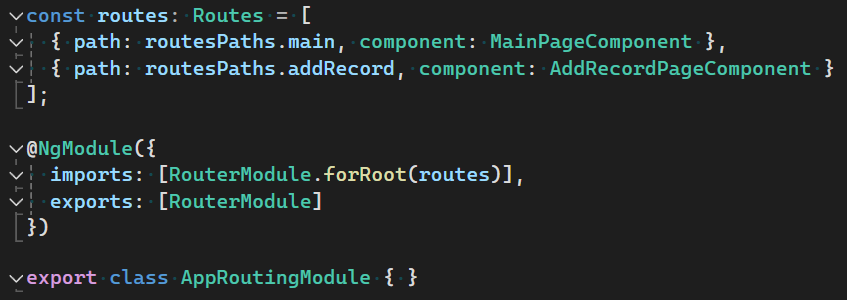 const routes: Routes = [
  { path: routesPaths.main, component: MainPageComponent },
  { path: routesPaths.addRecord, component: AddRecordPageComponent }
];
@NgModule({
  imports: [RouterModule.forRoot(routes)],
  exports: [RouterModule]
})
export class AppRoutingModule { }